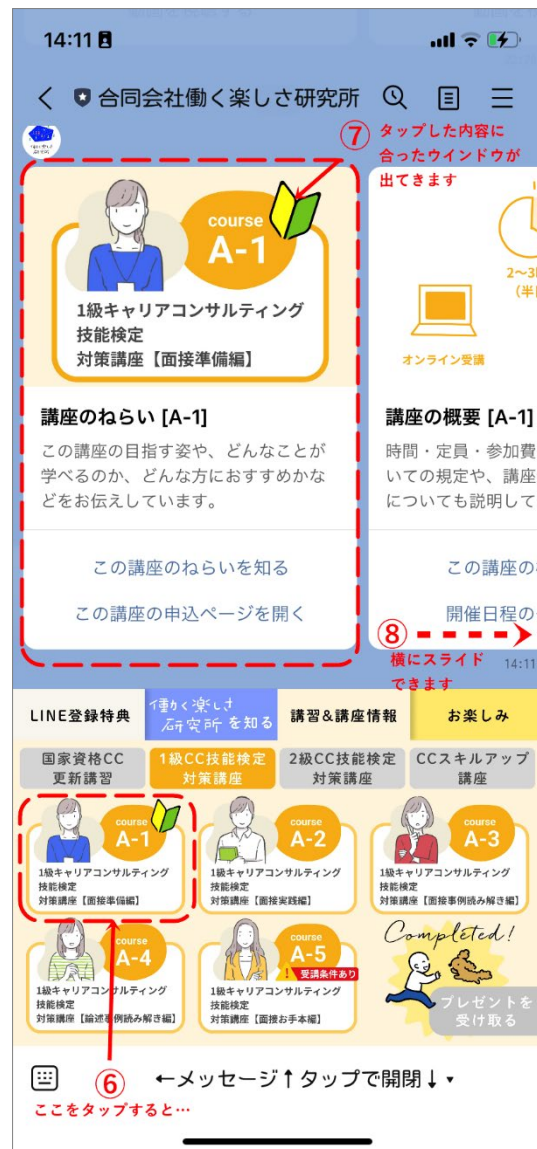 14:11
合同会社働く楽しさ研究所
⑦ タップした内容に
合ったウインドウが
出てきます
course
A-1
1級キャリアコンサルティング
技能検定
対策講座【面接準備編】
講座のねらい [A-1]
この講座の目指す姿や、どんなことが
学べるのか、どんな方におすすめかな
どをお伝えしています。
この講座のねらいを知る
この講座の申込ページを開く
2〜3
(半
オンライン受講
講座の概要 [A-1]
時間・定員・参加費
いての規定や、講座
についても説明して
この講座の
開催日程の
⑧
横にスライド
できます
14:11
LINE登録特典
働く楽しさ
研究所 を知る
講習&講座情報
お楽しみ
国家資格CC
更新講習
1級CC技能検定
対策講座
2級CC技能検定
対策講座
CCスキルアップ
講座
course
A-1
1級キャリアコンサルティング
技能検定
対策講座【面接準備編】
course
A-2
1級キャリアコンサルティング
技能検定
対策講座【面接実践編】
course
A-3
1級キャリアコンサルティング
技能検定
対策講座【面接事例読み解き編】
course
A-4
1級キャリアコンサルティング
技能検定
対策講座【論述事例読み解き編】
course
A-5
! 受講条件あり
1級キャリアコンサルティング
技能検定
対策講座【面接お手本編】
Completed!
プレゼントを
受け取る
←メッセージ↑タップで開閉↓▾
⑥
ここをタップすると…